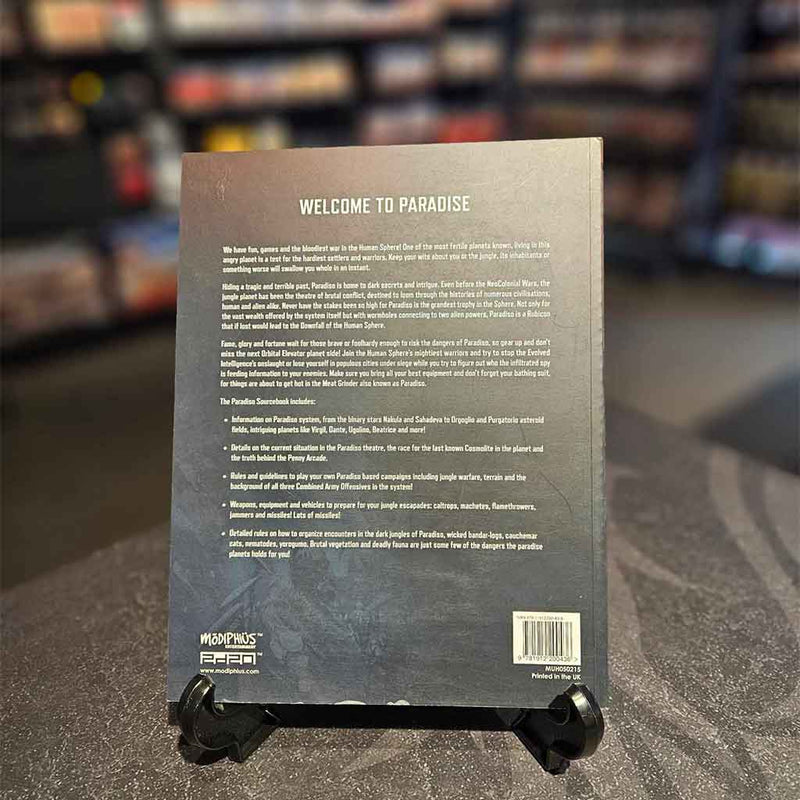 WELCOME TO PARADISE
We have fun, games and the bloodiest war in the Human Sphere! One of the most fertile planets known, living in this
angry planet is a test for the hardiest settlers and warriors. Keep your wits about you or the jungle, its inhabitants or
something worse will swallow you whole in an instant.
Hiding a tragic and terrible past, Paradiso is home to dark secrets and intrigue. Even before the NeoColonial Wars, the
jungle planet has been the theatre of brutal conflict, destined to loom through the histories of numerous civilisations,
human and alien alike. Never have the stakes been so high for Paradiso is the grandest trophy in the Sphere. Not only for
the vast wealth offered by the system itself but with wormholes connecting to two alien powers, Paradiso is a Rubicon
that if lost would lead to the Downfall of the Human Sphere.
Fame, glory and fortune wait for those brave or foolhardy enough to risk the dangers of Paradiso, so gear up and don't
miss the next Orbital Elevator planet side! Join the Human Sphere's mightiest warriors and try to stop the Evolved
Intelligence's onslaught or lose yourself in populous cities under siege while you try to figure out who the infiltrated spy
is feeding information to your enemies. Make sure you bring all your best equipment and don't forget your bathing suit,
for things are about to get hot in the Meat Grinder also known as Paradiso.
The Paradiso Sourcebook includes:
• Information on Paradiso system, from the binary stars Nakula and Sahadeva to Orgoglio and Purgatorio asteroid
fields, intriguing planets like Virgil, Dante, Ugolino, Beatrice and more!
• Details on the current situation in the Paradiso theatre, the race for the last known Cosmolite in the planet and
the truth behind the Penny Arcade.
• Rules and guidelines to play your own Paradiso based campaigns including jungle warfare, terrain and the
background of all three Combined Army Offensives in the system!
• Weapons, equipment and vehicles to prepare for your jungle escapades: caltrops, machetes, flamethrowers,
jammers and missiles! Lots of missiles!
• Detailed rules on how to organize encounters in the dark jungles of Paradiso, wicked bandar-logs, cauchemar
cats, nematodes, yorogumo. Brutal vegetation and deadly fauna are just some few of the dangers the paradise
planets holds for you!
MŌDIPHIÜS™
ENTERTAINMENT
2d20™
www.modiphius.com
9 781912 200436 >
MUH050215
Printed in the UK